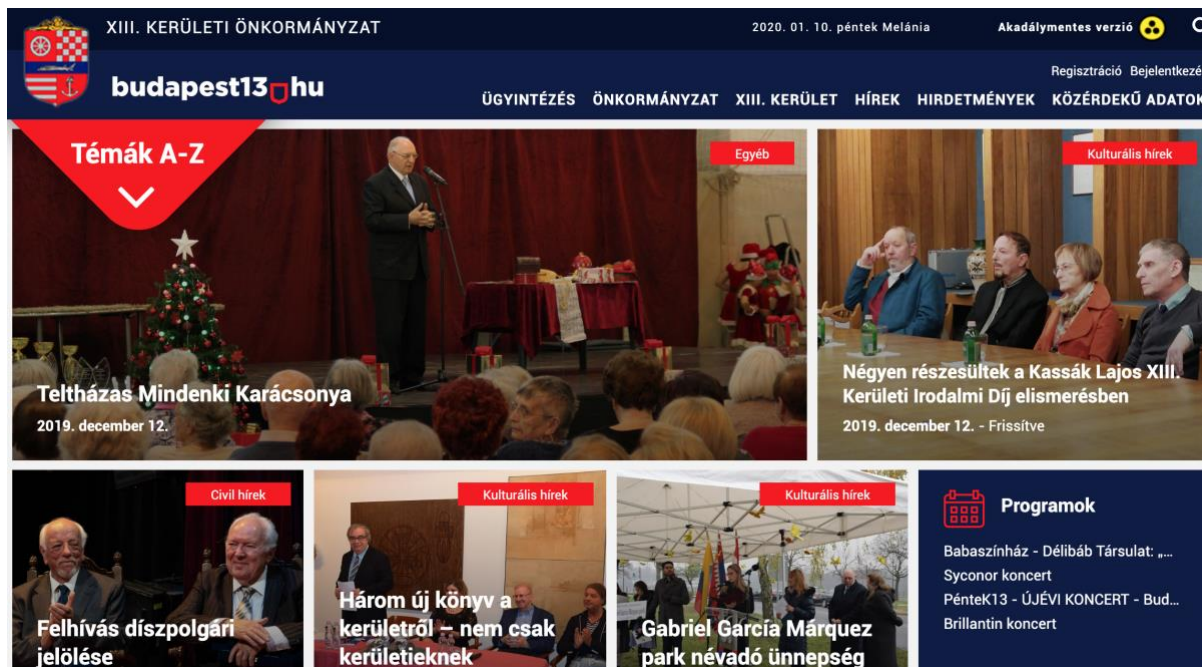 XIII. KERÜLETI ÖNKORMÁNYZAT
2020. 01. 10. péntek Melánia
Akadálymentes verzió
budapest13.hu
Regisztráció Bejelentkezé
ÜGYINTÉZÉS ÖNKORMÁNYZAT XIII. KERÜLET HÍREK HIRDETMÉNYEK KÖZÉRDEKŰ ADATOK
Témák A-Z
Egyéb
Teltházas Mindenki Karácsonya
2019. december 12.
Kulturális hírek
Négyen részesültek a Kassák Lajos XIII.
Kerületi Irodalmi Díj elismerésben
2019. december 12. - Frissítve
Civil hírek
Felhívás díszpolgári
jelölése
Kulturális hírek
Három új könyv a
kerületről – nem csak
kerületieknek
Kulturális hírek
Gabriel García Márquez
park névadó ünnepség
Programok
Babaszínház - Délibáb Társulat: „...
Syconor koncert
PénteK13 - ÚJÉVI KONCERT - Bud...
Brillantin koncert